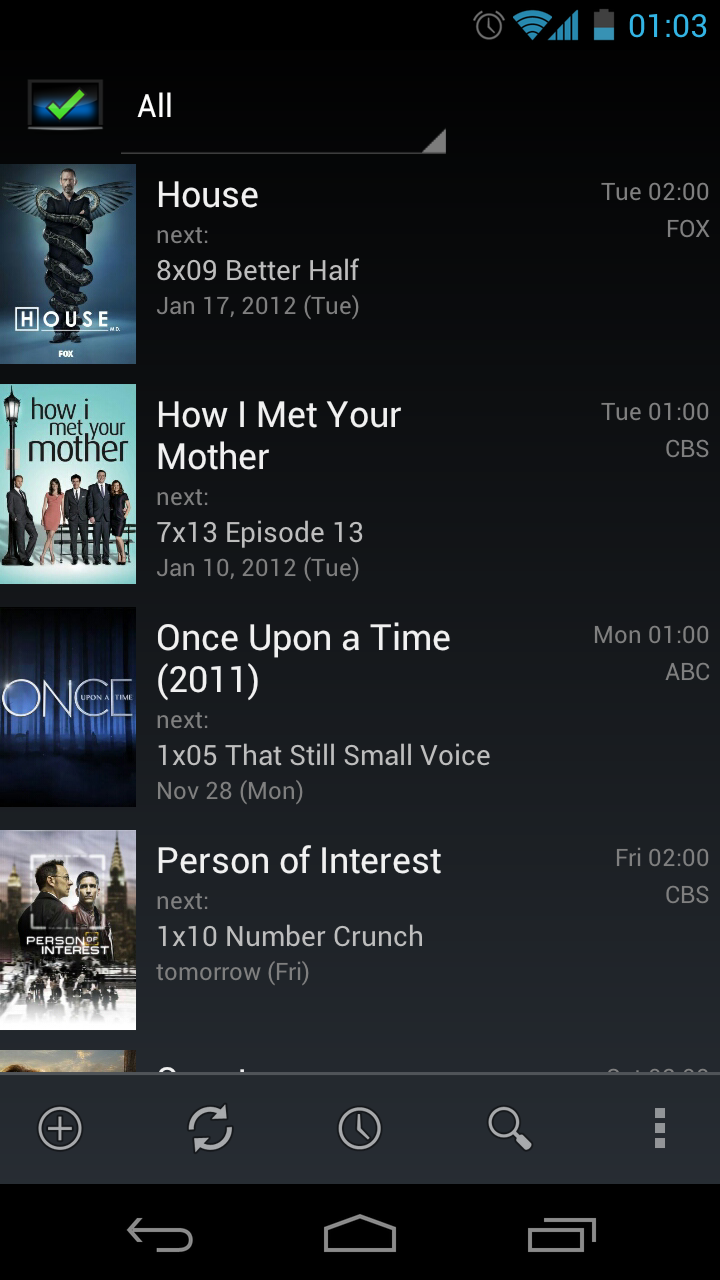 01:03
All
House
Tue 02:00
next:
FOX
8x09 Better Half
Jan 17, 2012 (Tue)
HOUSE M.D.
FOX
how i
met your
mother
How I Met Your
Mother
Tue 01:00
CBS
next:
7x13 Episode 13
Jan 10, 2012 (Tue)
ONCE
UPON A TIME
Once Upon a Time
(2011)
Mon 01:00
ABC
next:
1x05 That Still Small Voice
Nov 28 (Mon)
PERSON OF
INTEREST
Person of Interest
Fri 02:00
CBS
next:
1x10 Number Crunch
tomorrow (Fri)